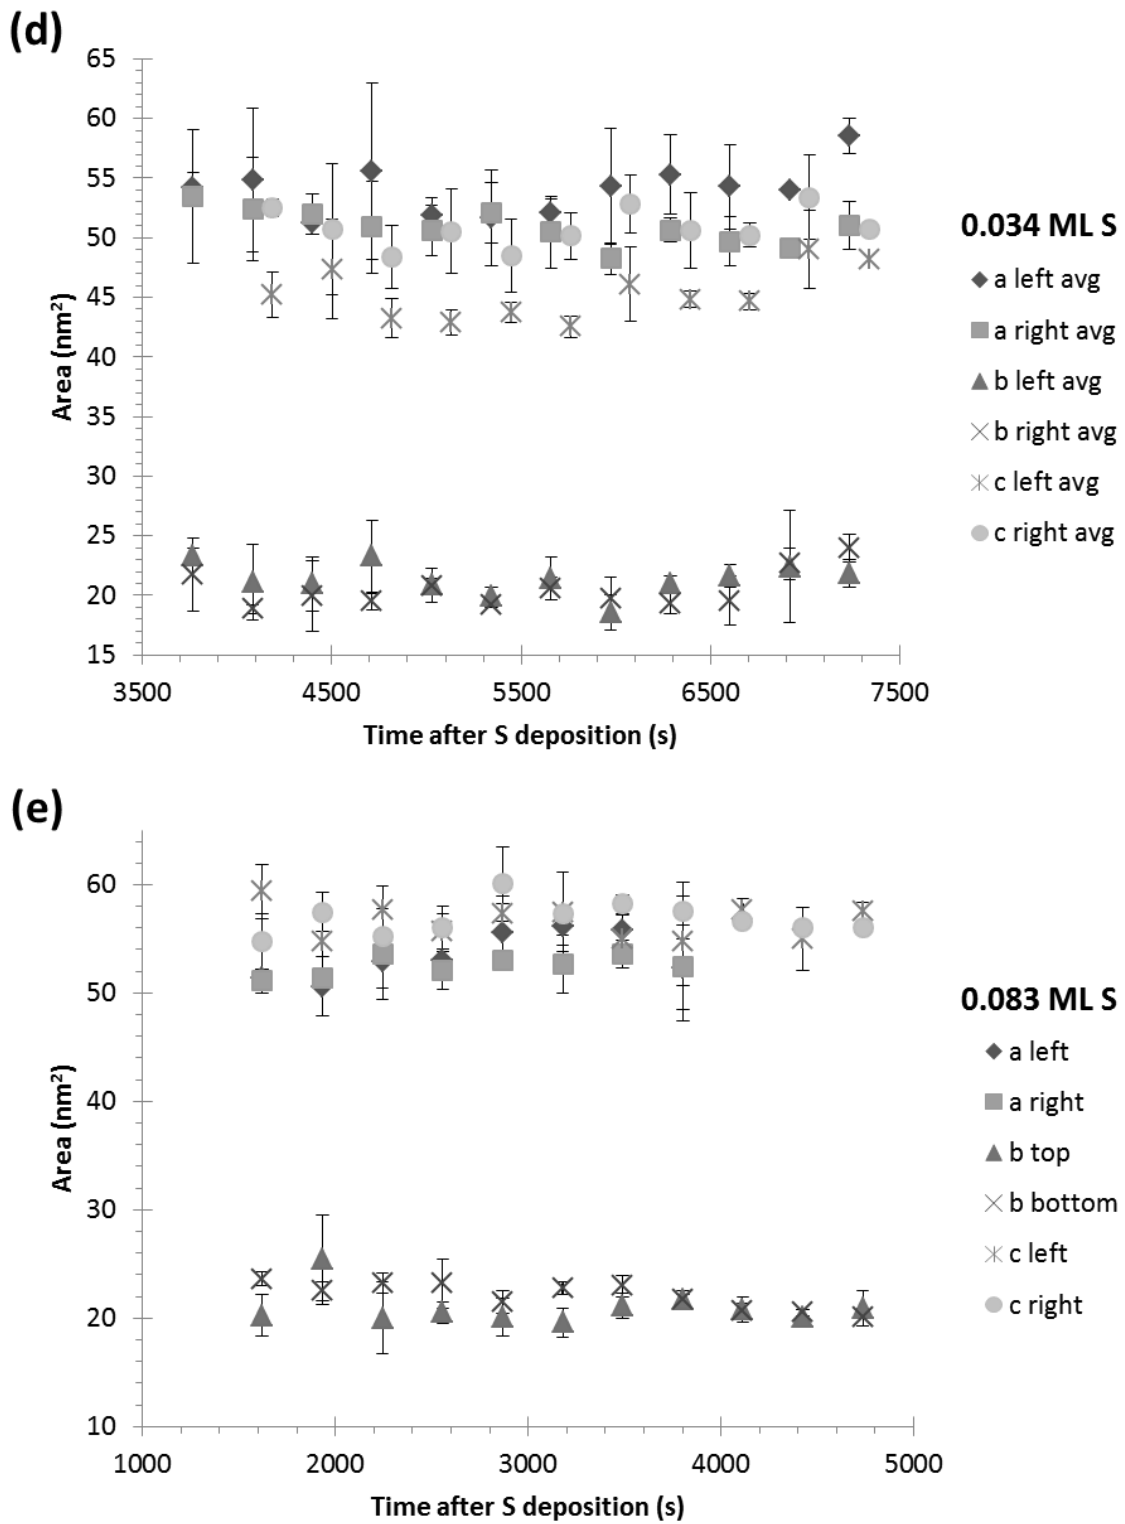 (d)
65
60
55
50
45
40
35
30
25
20
15
Area (nm²)
3500 4500 5500 6500 7500
Time after S deposition (s)
0.034 ML S
a left avg
a right avg
b left avg
b right avg
c left avg
c right avg
(e)
60
50
40
30
20
10
Area (nm²)
1000 2000 3000 4000 5000
Time after S deposition (s)
0.083 ML S
a left
a right
b top
b bottom
c left
c right